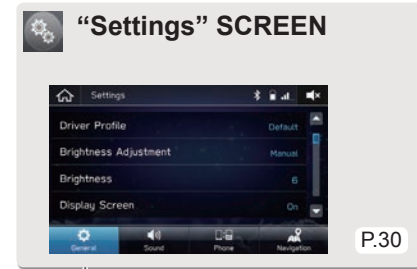 “Settings” SCREEN
Settings
Driver Profile Default
Brightness Adjustment Manual
Brightness 6
Display Screen On
General Sound Phone Navigation
P.30